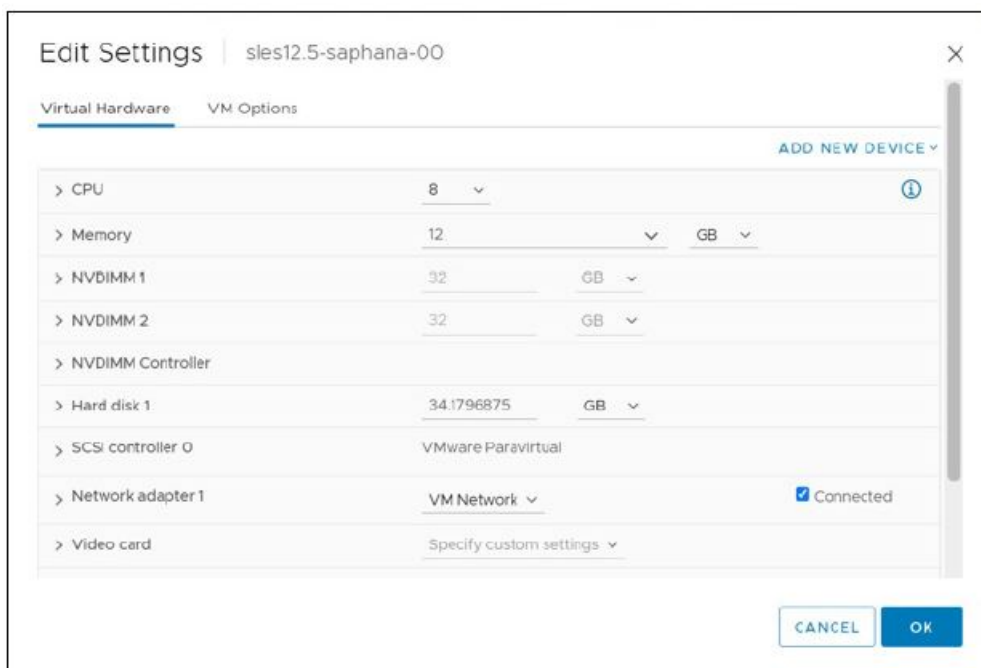 Edit Settings sles12.5-saphana-00
Virtual Hardware VM Options
ADD NEW DEVICE
CPU 8
Memory 12 GB
NVDIMM 1 32 GB
NVDIMM 2 32 GB
NVDIMM Controller
Hard disk 1 34.1796875 GB
SCSI controller 0 VMware Paravirtual
Network adapter 1 VM Network Connected
Video card Specify custom settings
CANCEL OK